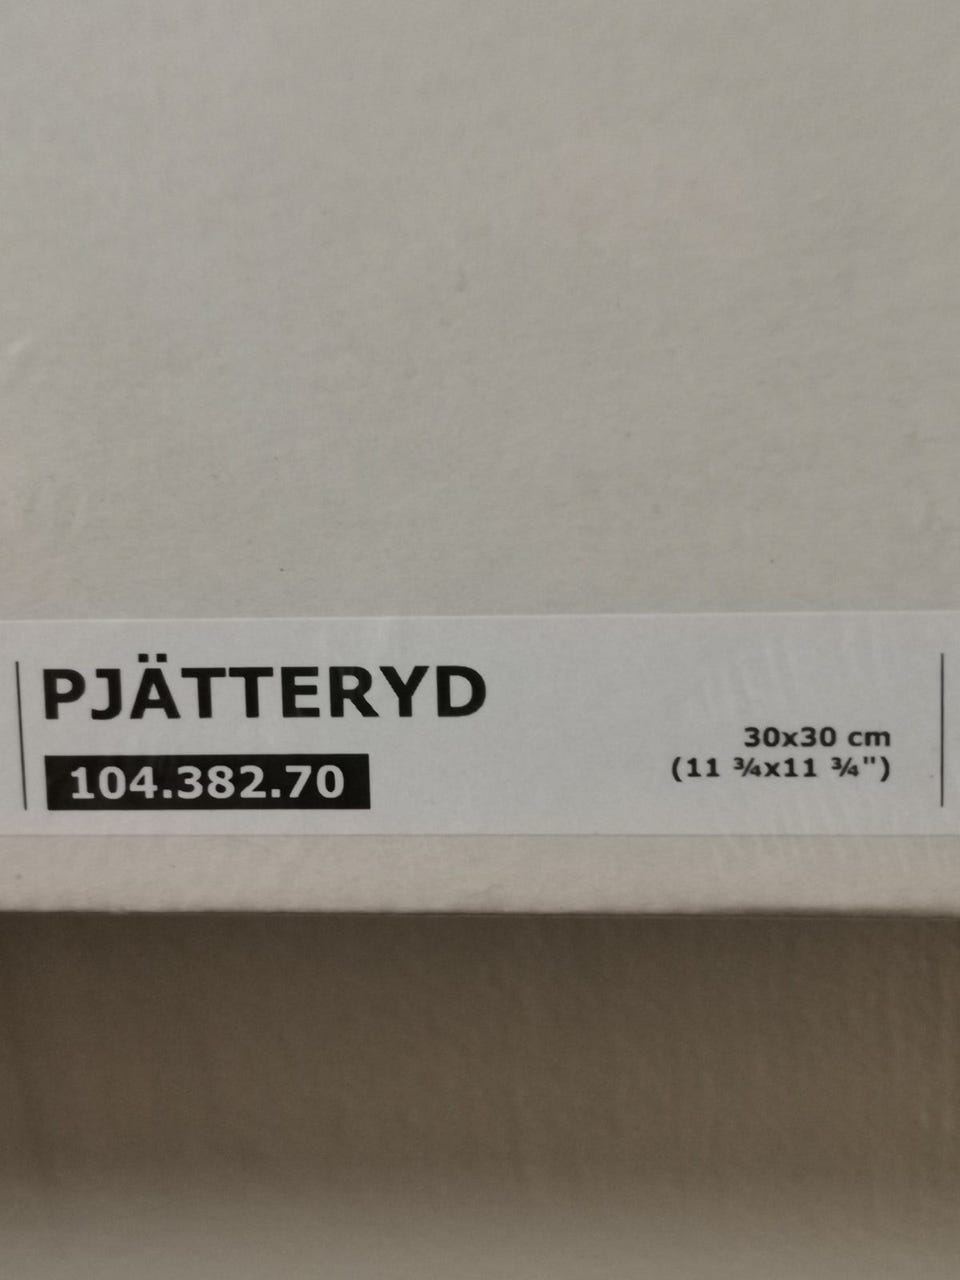 PJÄTTERYD
104.382.70
30x30 cm
(11 ¾x11 ¾")